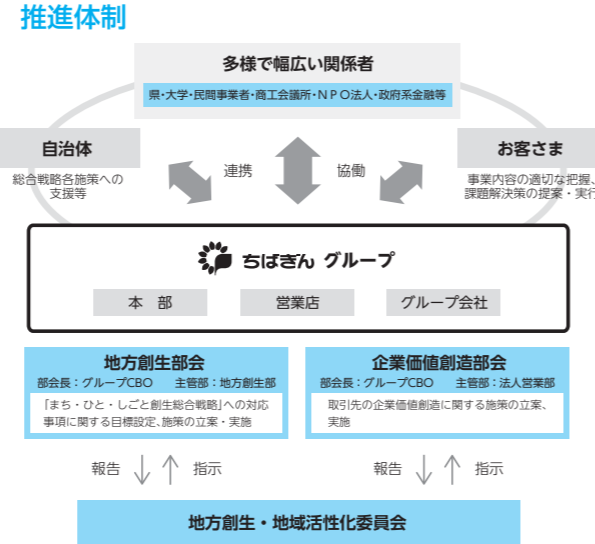 推進体制
多様で幅広い関係者
県・大学・民間事業者・商工会議所・ＮＰＯ法人・政府系金融等
自治体
総合戦略各施策への
支援等
連携
協働
お客さま
事業内容の適切な把握、
課題解決策の提案・実行
ちばぎん グループ
本　部
営業店
グループ会社
地方創生部会
部会長：グループCBO　主管部：地方創生部
「まち・ひと・しごと創生総合戦略」への対応
事項に関する目標設定、施策の立案・実施
企業価値創造部会
部会長：グループCBO　主管部：法人営業部
取引先の企業価値創造に関する施策の立案、
実施
報告
指示
報告
指示
地方創生・地域活性化委員会